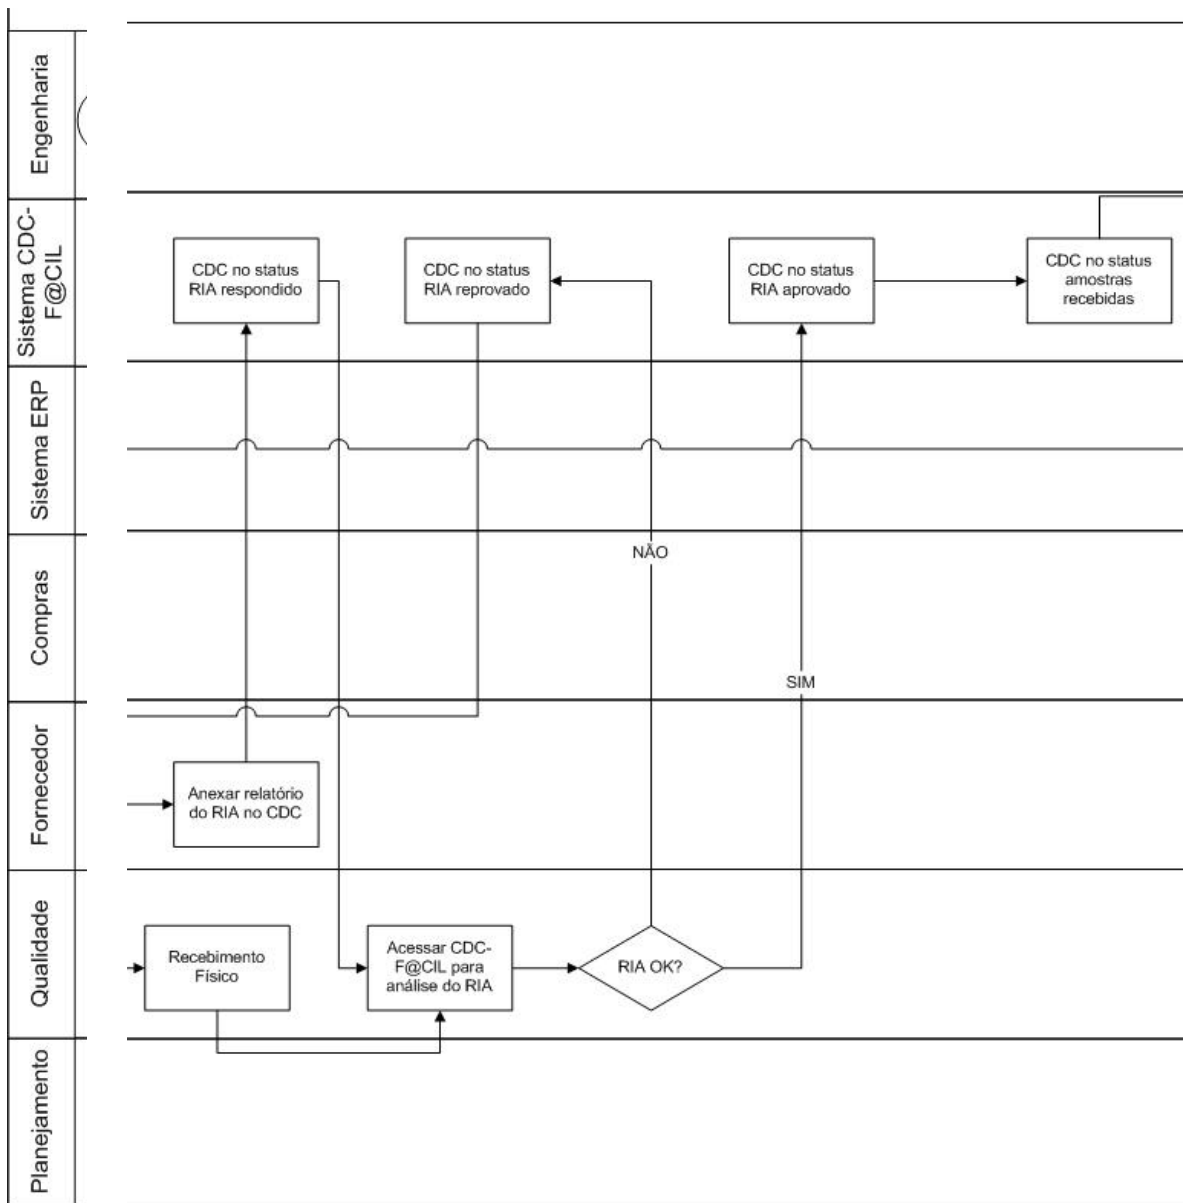 Engenharia
Sistema CDC-
F@CIL
CDC no status
RIA respondido
CDC no status
RIA reprovado
CDC no status
RIA aprovado
CDC no status
amostras
recebidas
Sistema ERP
Compras
NÃO
SIM
Fornecedor
Anexar relatório
do RIA no CDC
Qualidade
Recebimento
Físico
Acessar CDC-
F@CIL para
análise do RIA
RIA OK?
Planejamento